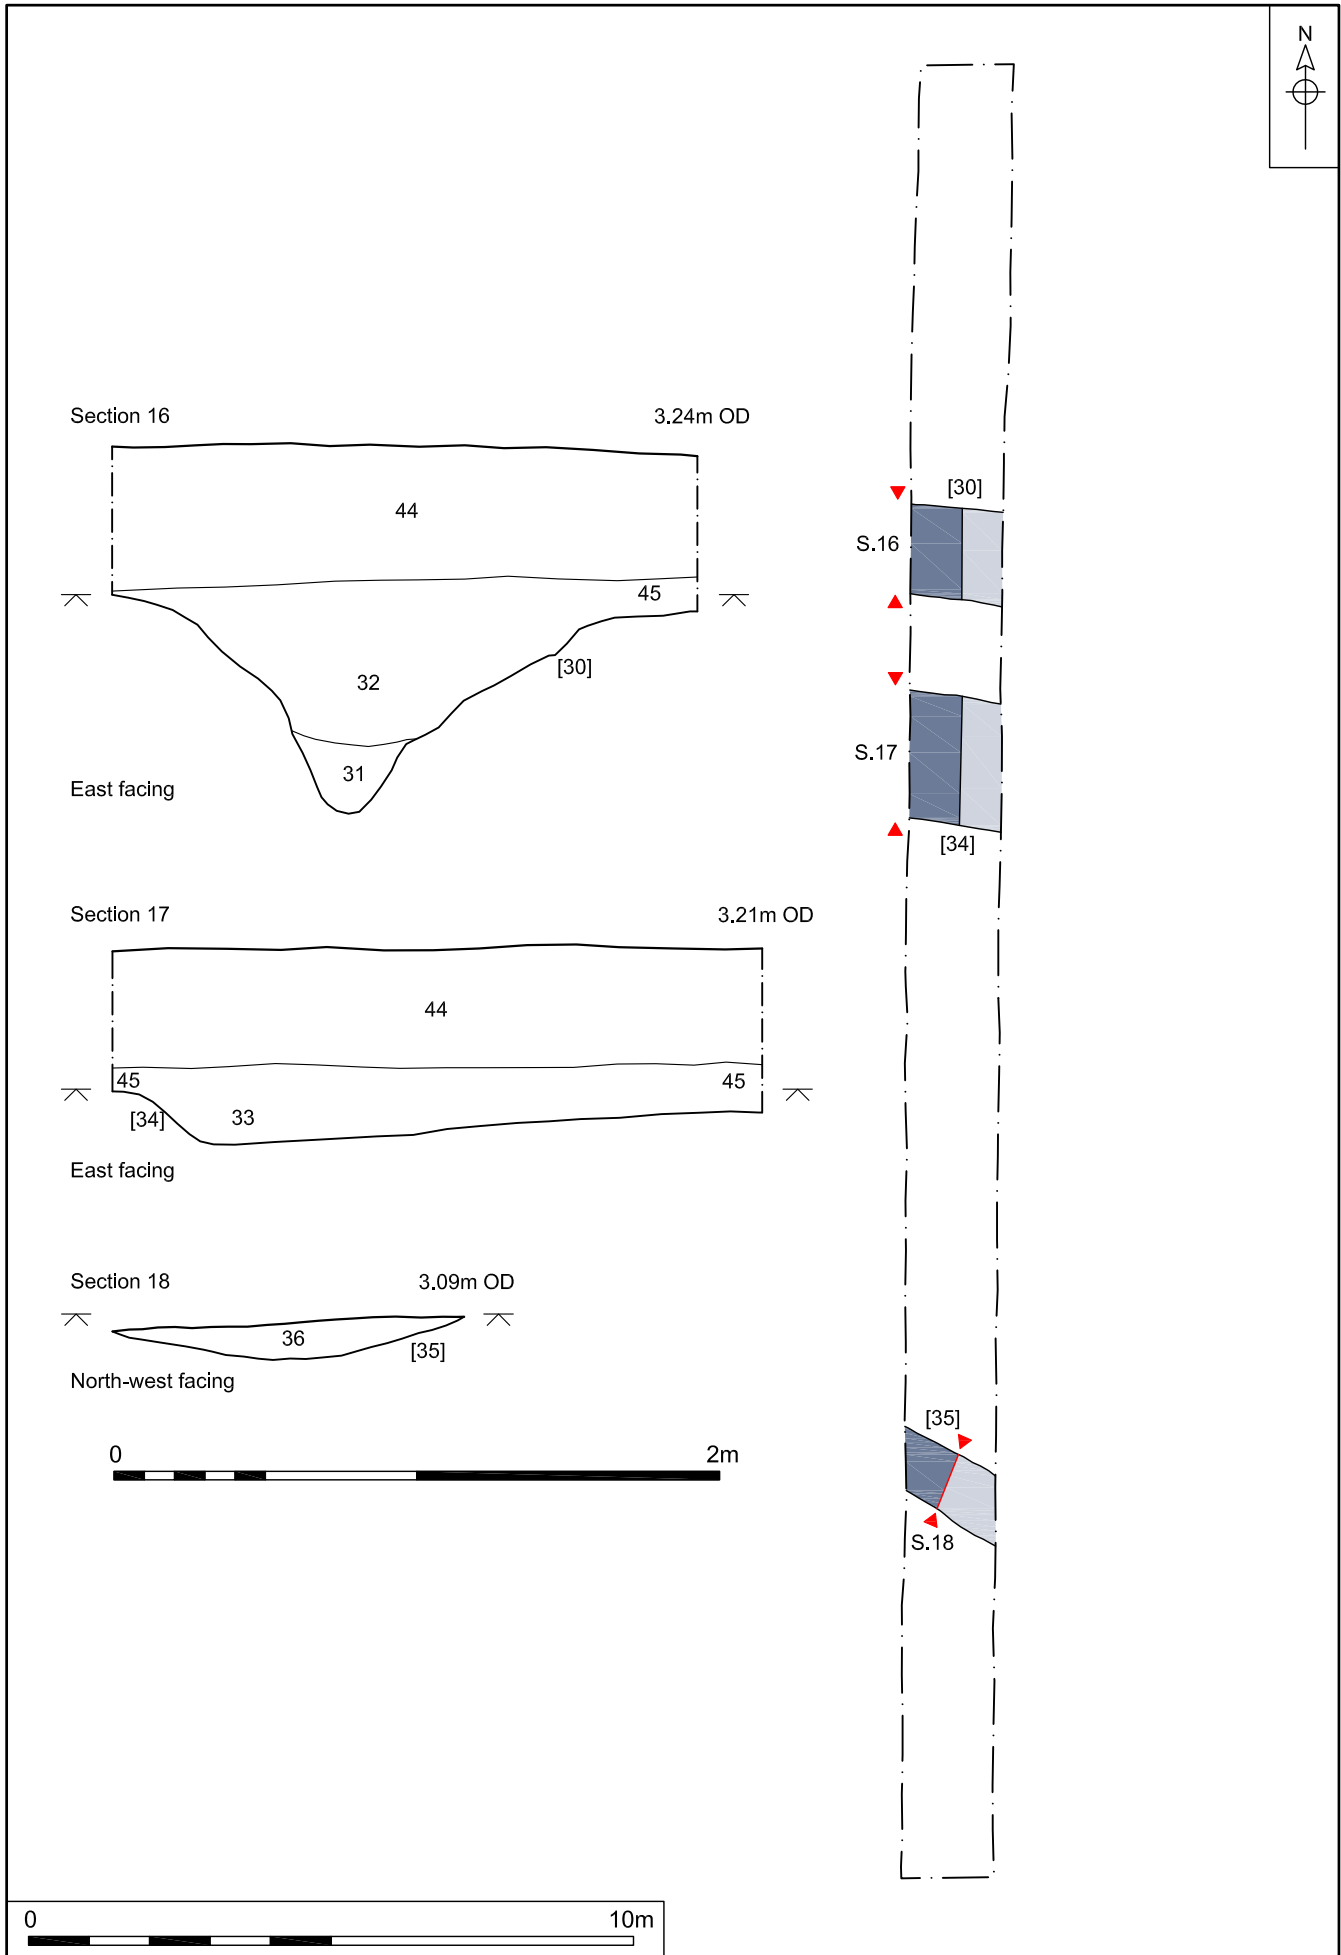 N
Section 16 3.24m OD
44
45
32
[30]
31
East facing
Section 17 3.21m OD
44
45 45
[34] 33
East facing
Section 18 3.09m OD
36
[35]
North-west facing
0 2m
[30]
S.16
S.17
[34]
[35]
S.18
0 10m